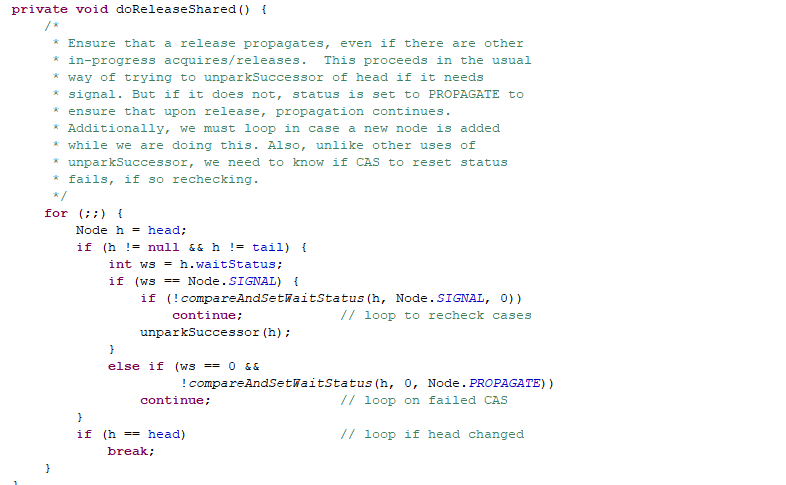 private void doReleaseShared() {
    /*
     * Ensure that a release propagates, even if there are other
     * in-progress acquires/releases.  This proceeds in the usual
     * way of trying to unparkSuccessor of head if it needs
     * signal. But if it does not, status is set to PROPAGATE to
     * ensure that upon release, propagation continues.
     * Additionally, we must loop in case a new node is added
     * while we are doing this. Also, unlike other uses of
     * unparkSuccessor, we need to know if CAS to reset status
     * fails, if so rechecking.
     */
    for (;;) {
        Node h = head;
        if (h != null && h != tail) {
            int ws = h.waitStatus;
            if (ws == Node.SIGNAL) {
                if (!compareAndSetWaitStatus(h, Node.SIGNAL, 0))
                    continue;            // loop to recheck cases
                unparkSuccessor(h);
            }
            else if (ws == 0 &&
                     !compareAndSetWaitStatus(h, 0, Node.PROPAGATE))
                continue;                // loop on failed CAS
        }
        if (h == head)                   // loop if head changed
            break;
    }
}